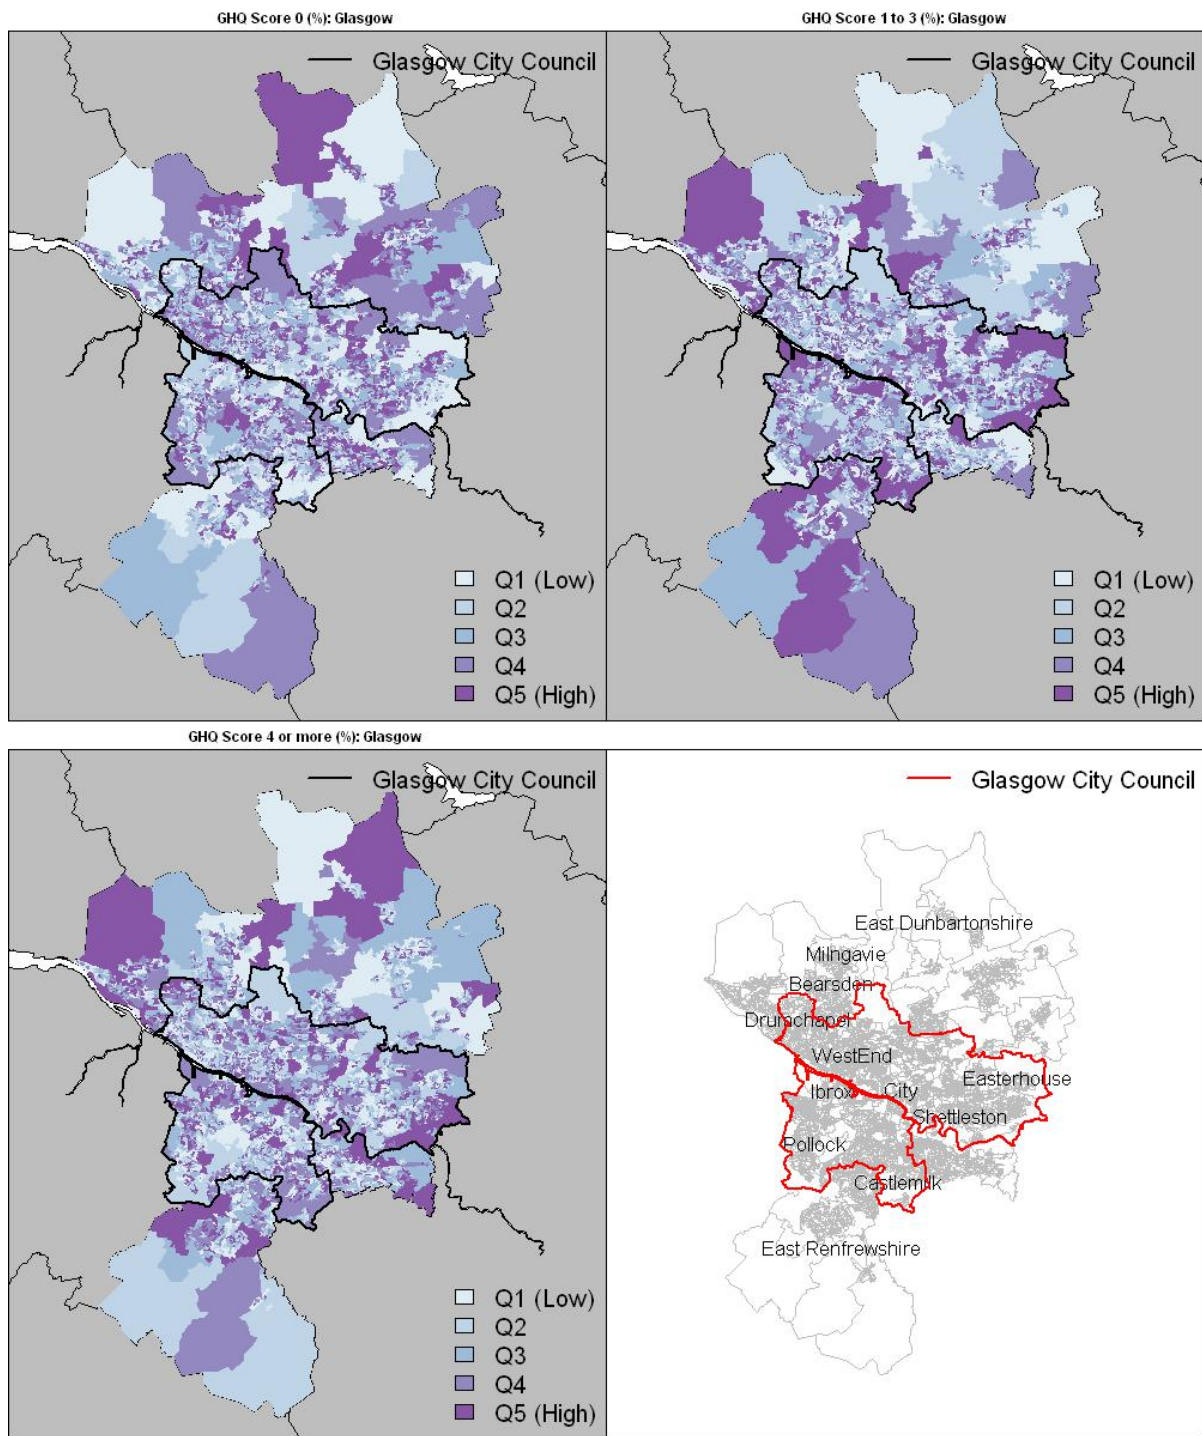 GHQ Score 0 (%): Glasgow
Glasgow City Council
Q1 (Low)
Q2
Q3
Q4
Q5 (High)
GHQ Score 1 to 3 (%): Glasgow
Glasgow City Council
Q1 (Low)
Q2
Q3
Q4
Q5 (High)
GHQ Score 4 or more (%): Glasgow
Glasgow City Council
Q1 (Low)
Q2
Q3
Q4
Q5 (High)
Glasgow City Council
East Dunbartonshire
Milngavie
Bearsden
Drumchapel
WestEnd
Easterhouse
Ibrox
City
Shettleston
Pollock
Castlemilk
East Renfrewshire